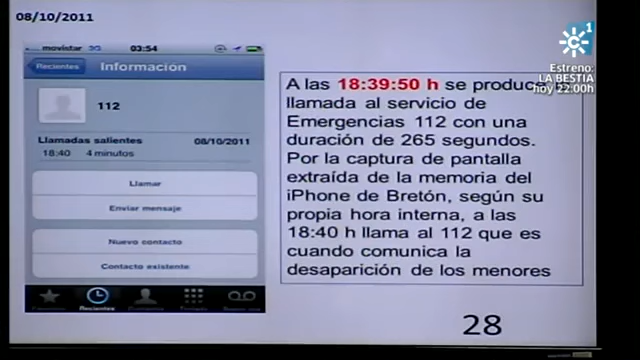 08/10/2011
movistar 3G 03:54
Recientes Información
112
Llamadas salientes 08/10/2011
18:40 4 minutos
Llamar
Enviar mensaje
Nuevo contacto
Contacto existente
Recientes
A las 18:39:50 h se produce
llamada al servicio de
Emergencias 112 con una
duración de 265 segundos.
Por la captura de pantalla
extraída de la memoria del
iPhone de Bretón, según su
propia hora interna, a las
18:40 h llama al 112 que es
cuando comunica la
desaparición de los menores
28
1
Estreno:
LA BESTIA
hoy 22:00h